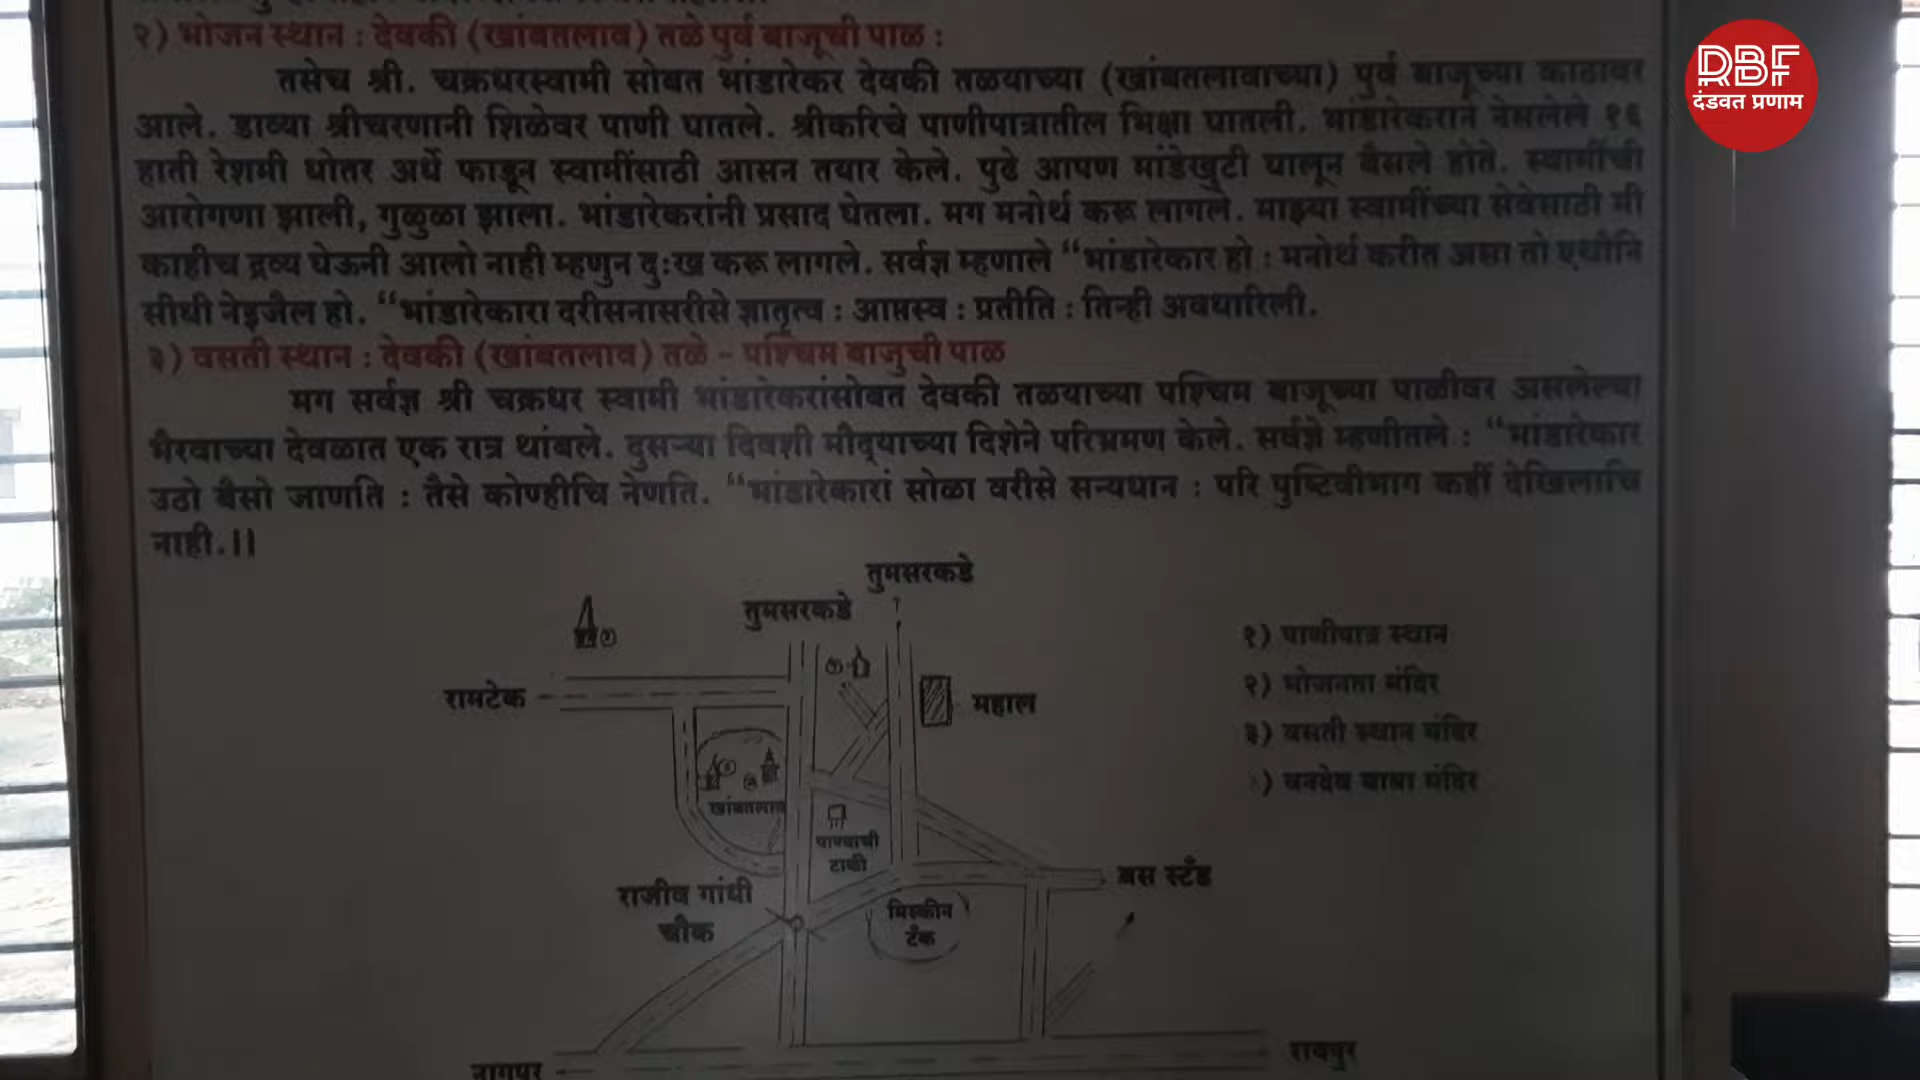 २) भोजन स्थान : देवकी (खांबतलाव) तळे पुर्व बाजूची पाळ :
तसेच श्री. चक्रधरस्वामी सोबत भांडारेकर देवकी तळयाच्या (खांबतलावाच्या) पुर्व बाजूच्या काठावर
आले. डाव्या श्रीचरणानी शिळेवर पाणी घातले. श्रीकरिचे पाणीपात्रातील भिक्षा घातली. भांडारेकराने नेसलेले १६
हाती रेशमी धोतर अर्धे फाडून स्वामींसाठी आसन तयार केले. पुढे आपण मांडेखुटी घालून बैसले होते. स्वामींची
आरोगणा झाली, गुळुळा झाला. भांडारेकरांनी प्रसाद घेतला. मग मनोर्थ करू लागले. माझ्या स्वामींच्या सेवेसाठी मी
काहीच द्रव्य घेऊनी आलो नाही म्हणुन दुःख करू लागले. सर्वज्ञ म्हणाले “भांडारेकार हो : मनोर्थ करीत असा तो एथौनि
सीधी नेइजैल हो. “भांडारेकारा दरीसनासरीसे ज्ञातृत्व : आप्तस्व : प्रतीति : तिन्ही अवधारिली.
३) वसती स्थान : देवकी (खांबतलाव) तळे – पश्चिम बाजुची पाळ
मग सर्वज्ञ श्री चक्रधर स्वामी भांडारेकरांसोबत देवकी तळयाच्या पश्चिम बाजूच्या पाळीवर असलेल्या
भैरवाच्या देवळात एक रात्र थांबले. दुसऱ्या दिवशी मौद्याच्या दिशेने परिभ्रमण केले. सर्वज्ञे म्हणीतले : “भांडारेकार
उठो बैसो जाणति : तैसे कोण्हीचि नेणति. “भांडारेकारां सोळा वरीसे सन्यधान : परि पुष्टिवीभाग कहीं देखिलाचि
नाही.।।
तुमसरकडे
तुमसरकडे
१) पाणीपात्र स्थान
रामटेक
महाल
२) भोजनता मंदिर
३) वसती स्थान मंदिर
खांबतलाव
पाण्याची
टाकी
राजीव गांधी
चौक
बस स्टँड
मिस्कीन
टँक
नागपूर
रायपुर
RBF
दंडवत प्रणाम